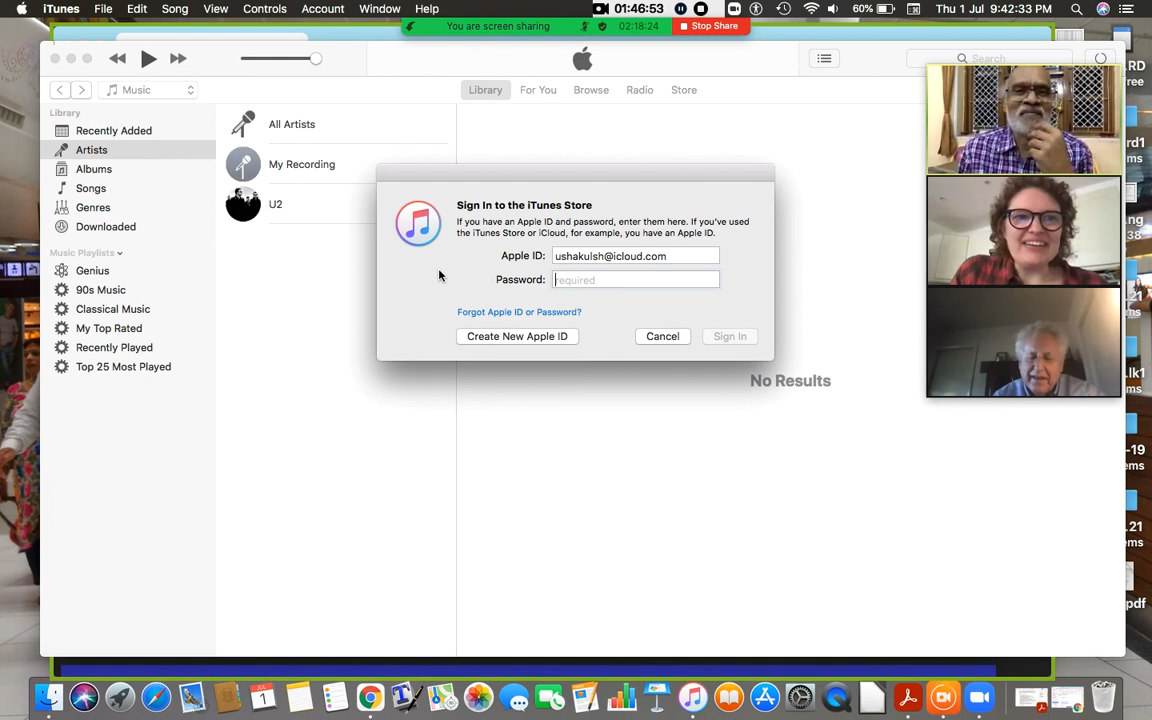 iTunes File Edit Song View Controls Account Window Help 01:46:53 60% Thu 1 Jul 9:42:33 PM
You are screen sharing 02:18:24 Stop Share
Search
Music Library For You Browse Radio Store
Library
Recently Added
Artists
Albums
Songs
Genres
Downloaded
Music Playlists
Genius
90s Music
Classical Music
My Top Rated
Recently Played
Top 25 Most Played
All Artists
My Recording
U2
Sign In to the iTunes Store
If you have an Apple ID and password, enter them here. If you've used
the iTunes Store or iCloud, for example, you have an Apple ID.
Apple ID: ushakulsh@icloud.com
Password: required
Forgot Apple ID or Password?
Create New Apple ID Cancel Sign In
No Results